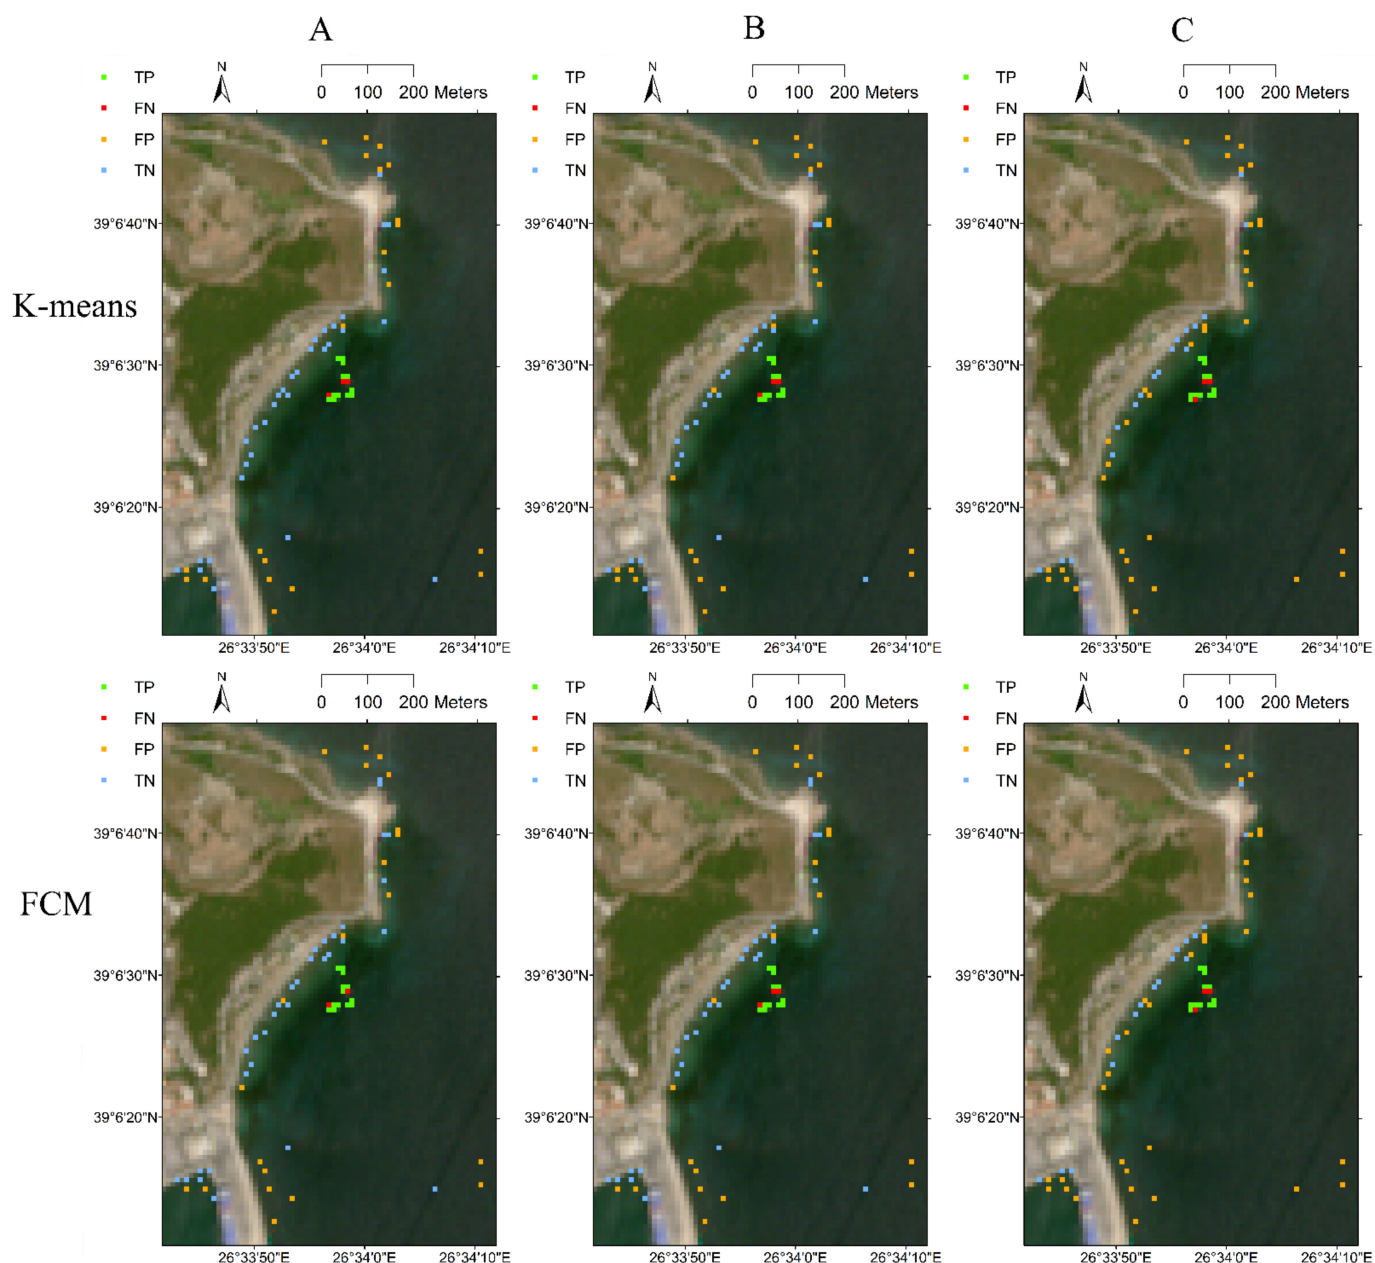 A B C
N N N
TP TP TP
0 100 200 Meters 0 100 200 Meters 0 100 200 Meters
FN FN FN
FP FP FP
TN TN TN
39°6'40"N 39°6'40"N 39°6'40"N
K-means
39°6'30"N 39°6'30"N 39°6'30"N
39°6'20"N 39°6'20"N 39°6'20"N
26°33'50"E 26°34'0"E 26°34'10"E 26°33'50"E 26°34'0"E 26°34'10"E 26°33'50"E 26°34'0"E 26°34'10"E
N N N
TP TP TP
0 100 200 Meters 0 100 200 Meters 0 100 200 Meters
FN FN FN
FP FP FP
TN TN TN
39°6'40"N 39°6'40"N 39°6'40"N
FCM
39°6'30"N 39°6'30"N 39°6'30"N
39°6'20"N 39°6'20"N 39°6'20"N
26°33'50"E 26°34'0"E 26°34'10"E 26°33'50"E 26°34'0"E 26°34'10"E 26°33'50"E 26°34'0"E 26°34'10"E